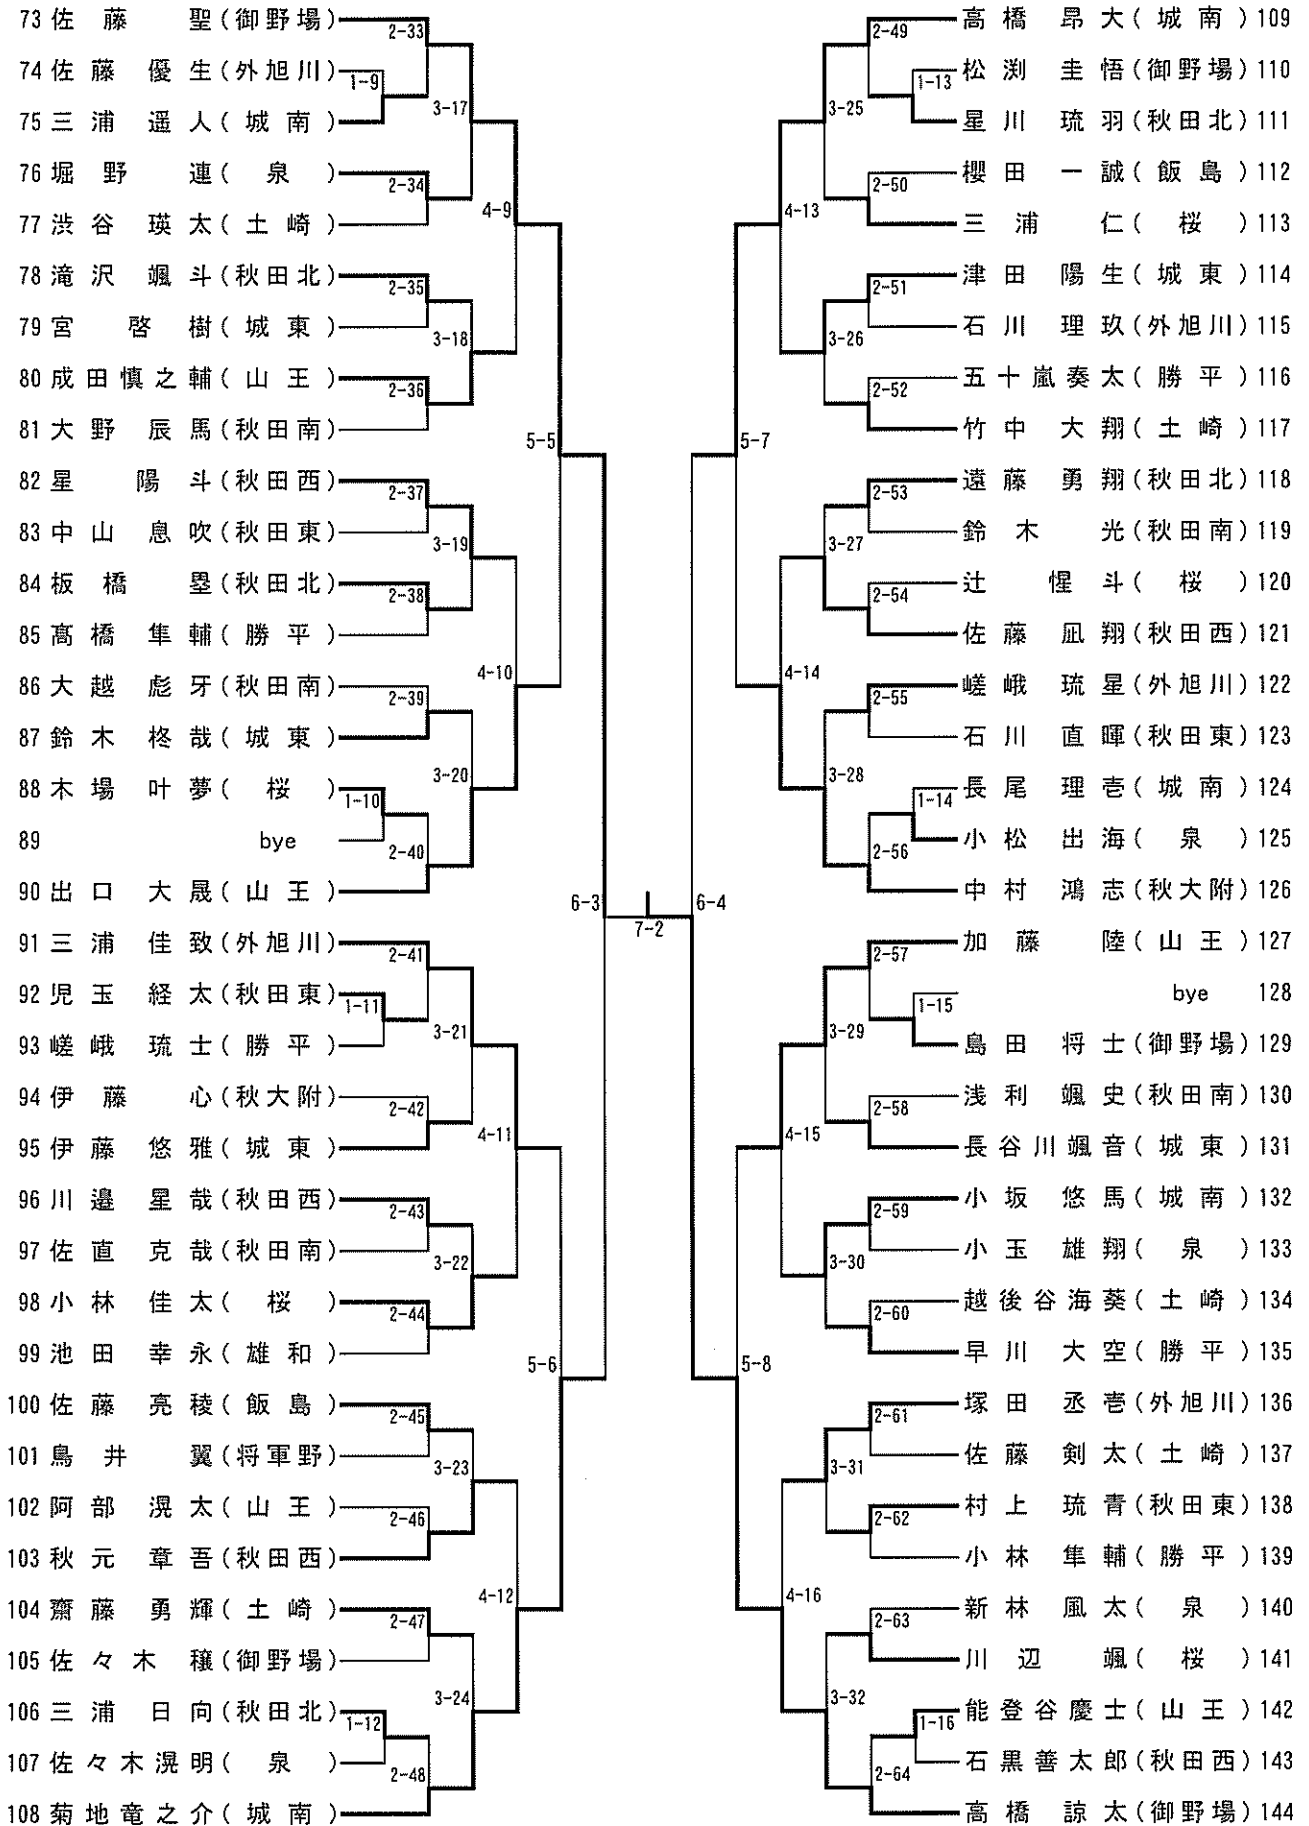 73 佐藤 聖(御野場)
2-33
74 佐藤優生(外旭川)
1-9
3-17
75 三浦遥人(城南)
76 堀野 連(泉)
2-34
77 渋谷瑛太(土崎)
4-9
78 滝沢颯斗(秋田北)
2-35
79 宮 啓樹(城東)
3-18
80 成田慎之輔(山王)
2-36
81 大野辰馬(秋田南)
5-5
82 星 陽斗(秋田西)
2-37
83 中山息吹(秋田東)
3-19
84 板橋 塁(秋田北)
2-38
85 髙橋隼輔(勝平)
4-10
86 大越彪牙(秋田南)
2-39
87 鈴木柊哉(城東)
3-20
88 木場叶夢(桜)
1-10
89 bye
2-40
90 出口大晟(山王)
6-3
91 三浦佳致(外旭川)
2-41
92 児玉経太(秋田東)
1-11
3-21
93 嵯峨琉士(勝平)
94 伊藤 心(秋大附)
2-42
95 伊藤悠雅(城東)
4-11
96 川邉星哉(秋田西)
2-43
97 佐直克哉(秋田南)
3-22
98 小林佳太(桜)
2-44
99 池田幸永(雄和)
5-6
100 佐藤亮稜(飯島)
2-45
101 鳥井 翼(将軍野)
3-23
102 阿部滉太(山王)
2-46
103 秋元章吾(秋田西)
4-12
104 齋藤勇輝(土崎)
2-47
105 佐々木 穣(御野場)
3-24
106 三浦日向(秋田北)
1-12
107 佐々木滉明(泉)
2-48
108 菊地竜之介(城南)
7-2
高橋昂大(城南)109
2-49
松渕圭悟(御野場)110
1-13
3-25
星川琉羽(秋田北)111
櫻田一誠(飯島)112
2-50
三浦 仁(桜)113
4-13
津田陽生(城東)114
2-51
石川理玖(外旭川)115
3-26
五十嵐奏太(勝平)116
2-52
竹中大翔(土崎)117
5-7
遠藤勇翔(秋田北)118
2-53
鈴木 光(秋田南)119
3-27
辻 惺斗(桜)120
2-54
佐藤凪翔(秋田西)121
4-14
嵯峨琉星(外旭川)122
2-55
石川直暉(秋田東)123
3-28
長尾理壱(城南)124
1-14
小松出海(泉)125
2-56
中村鴻志(秋大附)126
6-4
加藤 陸(山王)127
2-57
bye 128
1-15
3-29
島田将士(御野場)129
浅利颯史(秋田南)130
2-58
長谷川颯音(城東)131
4-15
小坂悠馬(城南)132
2-59
小玉雄翔(泉)133
3-30
越後谷海葵(土崎)134
2-60
早川大空(勝平)135
5-8
塚田丞壱(外旭川)136
2-61
佐藤剣太(土崎)137
3-31
村上琉青(秋田東)138
2-62
小林隼輔(勝平)139
4-16
新林風太(泉)140
2-63
川辺 颯(桜)141
3-32
能登谷慶士(山王)142
1-16
石黒善太郎(秋田西)143
2-64
高橋諒太(御野場)144